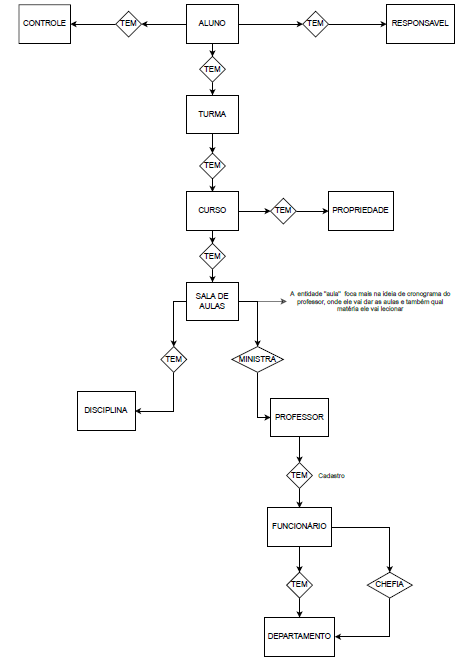 CONTROLE
TEM
ALUNO
TEM
RESPONSAVEL
TEM
TURMA
TEM
CURSO
TEM
PROPRIEDADE
TEM
SALA DE
AULAS
A entidade "aula" foca mais na ideia de cronograma do
professor, onde ele vai dar as aulas e também qual
matéria ele vai lecionar
TEM
MINISTRA
DISCIPLINA
PROFESSOR
TEM
Cadastro
FUNCIONÁRIO
TEM
CHEFIA
DEPARTAMENTO